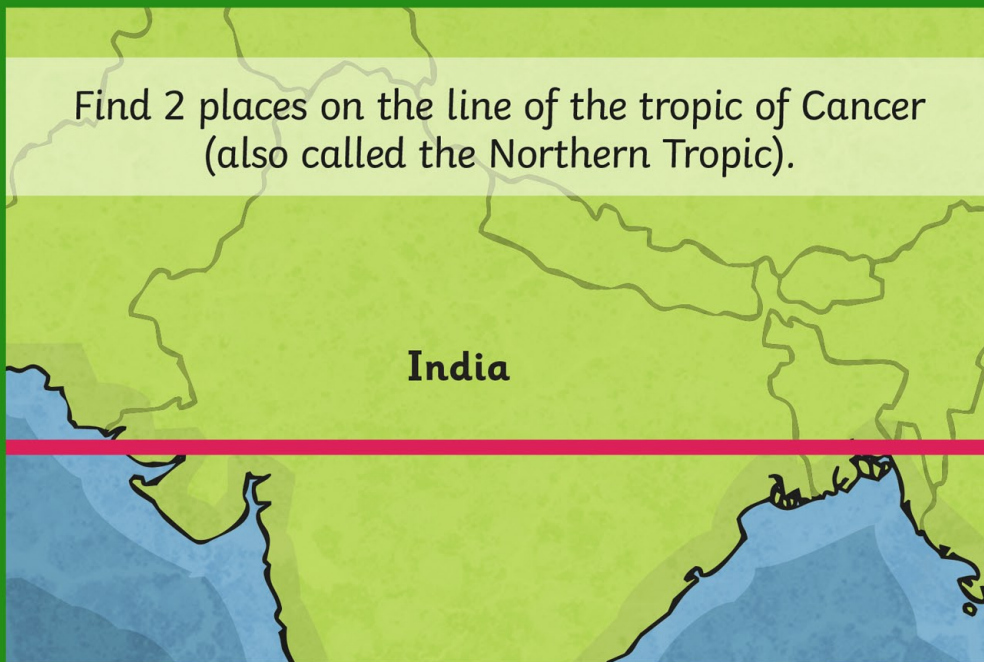 Find 2 places on the line of the tropic of Cancer
(also called the Northern Tropic).
India